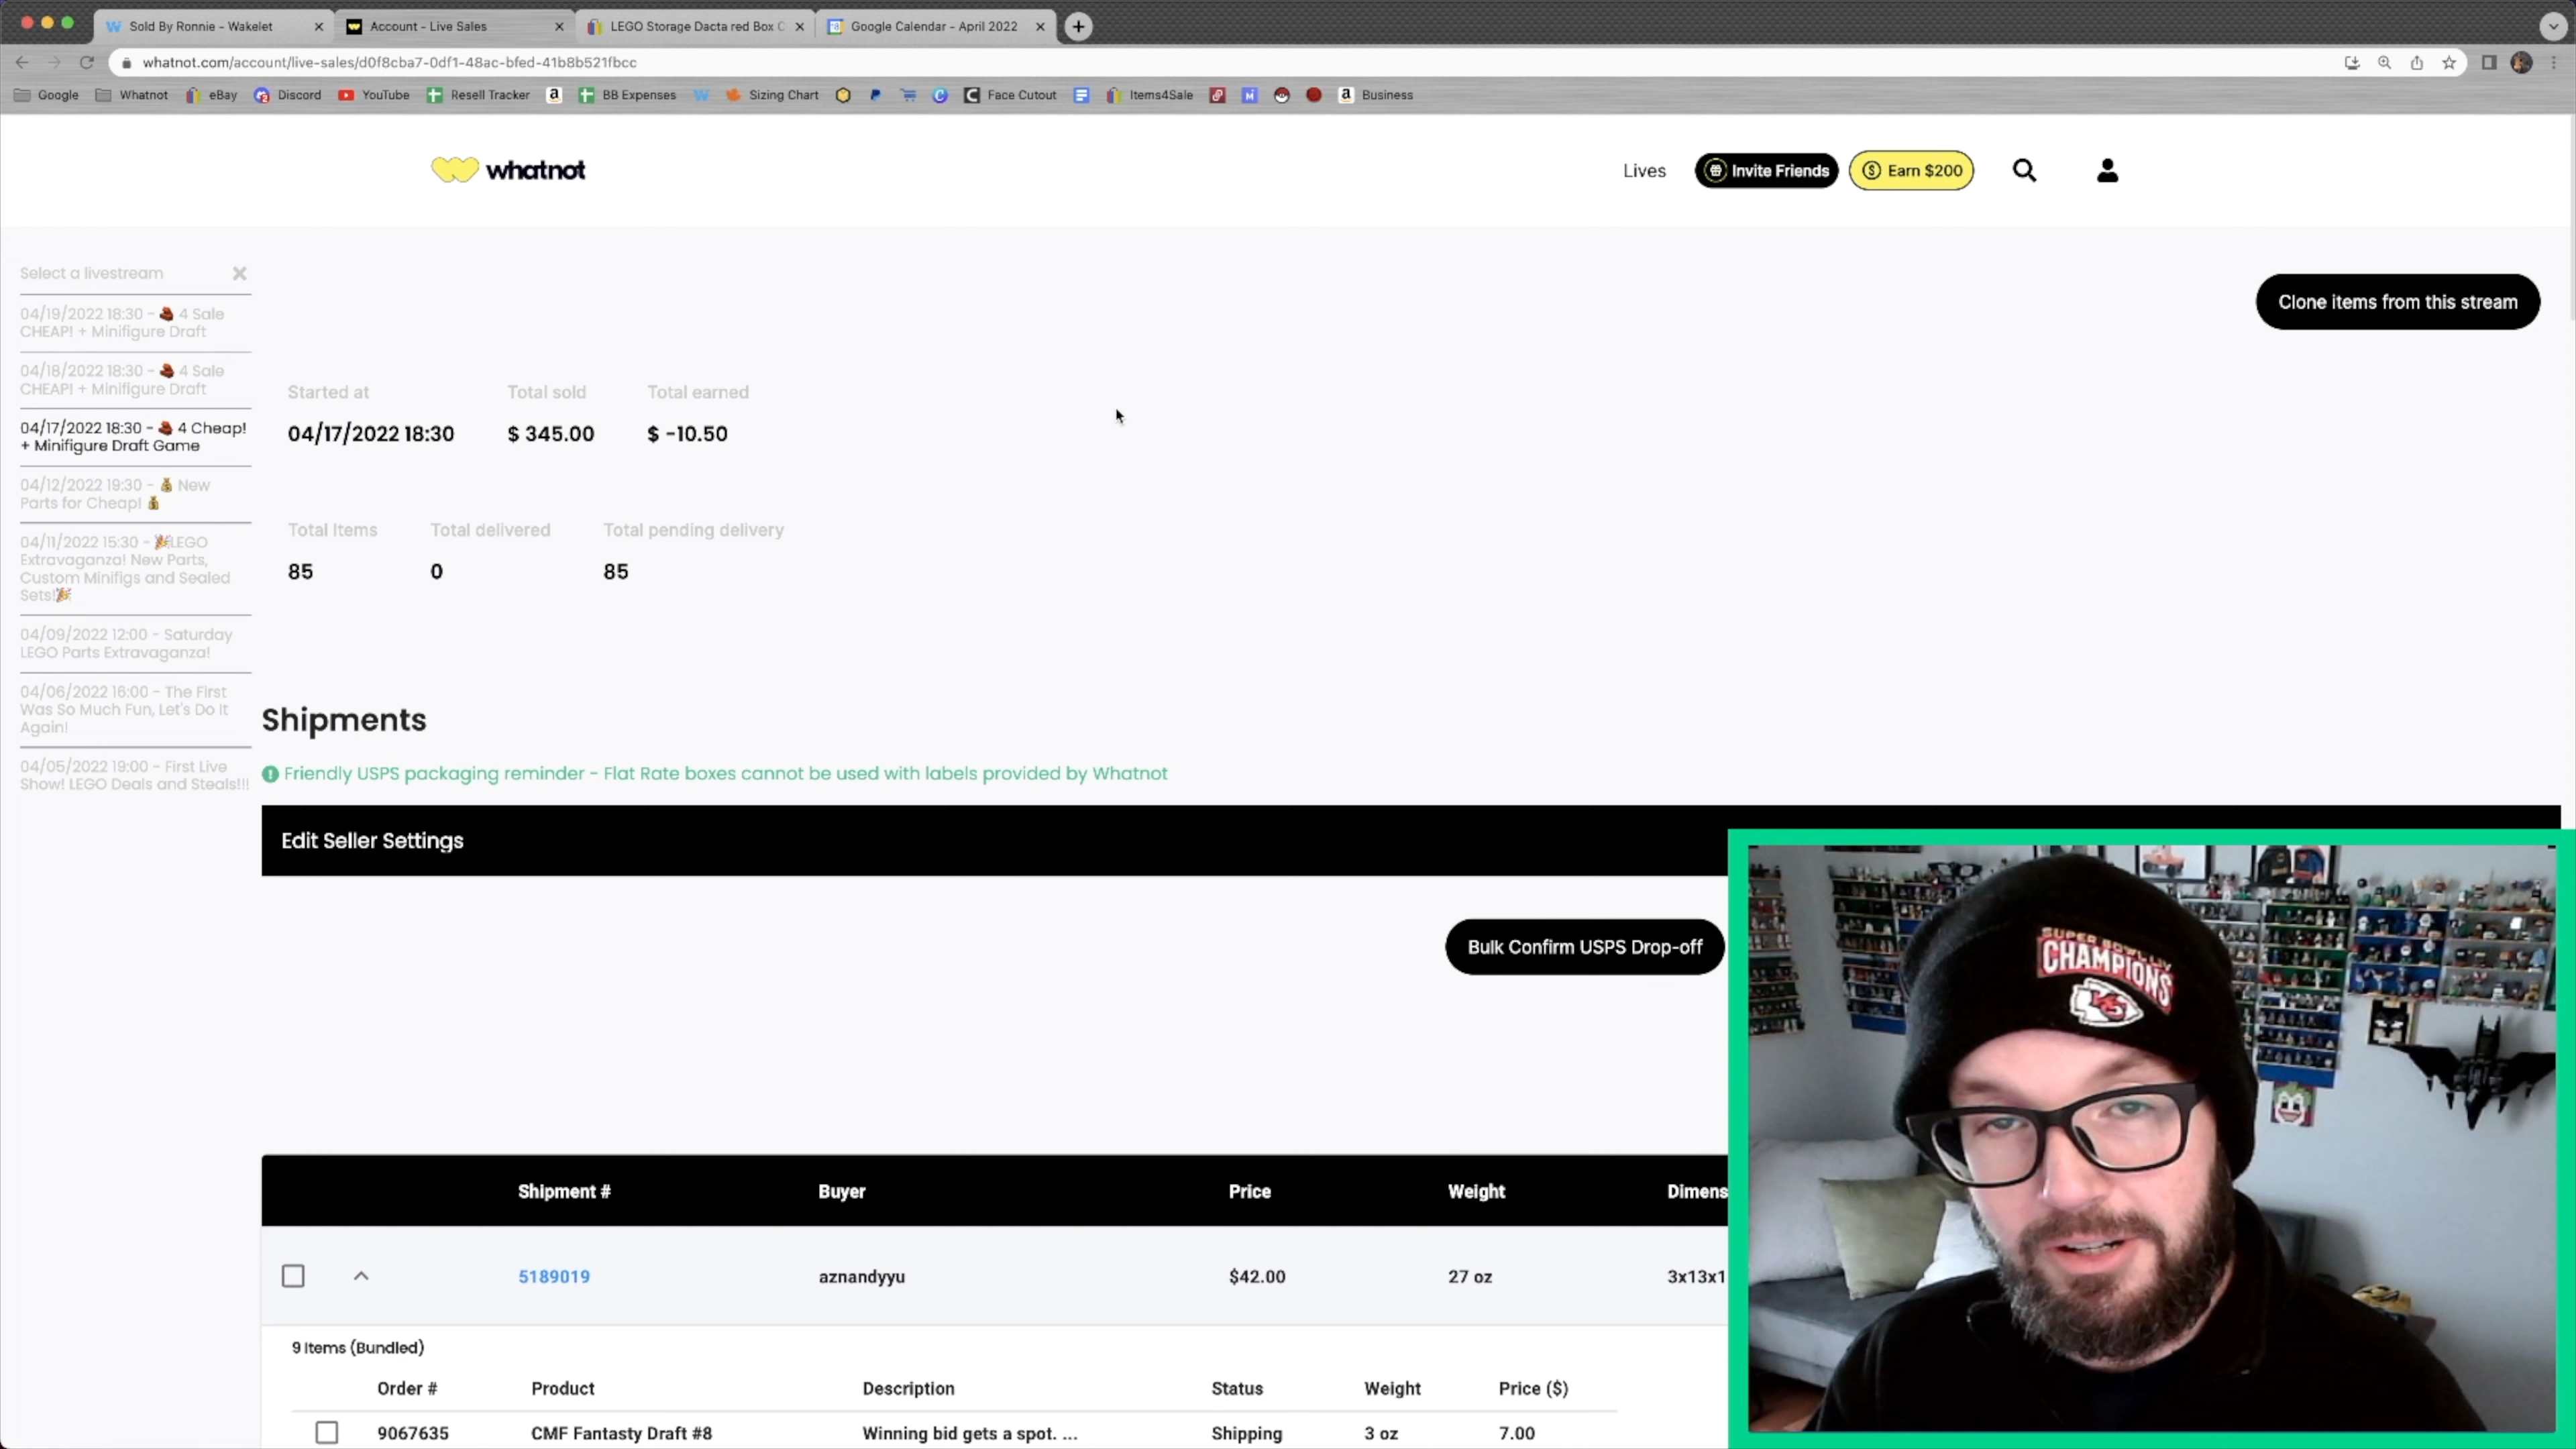 Sold By Ronnie - Wakelet
Account - Live Sales
LEGO Storage Dacta red Box C
Google Calendar - April 2022
whatnot.com/account/live-sales/d0f8cba7-0df1-48ac-bfed-41b8b521fbcc
Google
Whatnot
eBay
Discord
YouTube
Resell Tracker
BB Expenses
Sizing Chart
Face Cutout
Items4Sale
Business
whatnot
Lives
Invite Friends
Earn $200
Select a livestream
04/19/2022 18:30 - 4 Sale
CHEAP! + Minifigure Draft
04/18/2022 18:30 - 4 Sale
CHEAP! + Minifigure Draft
04/17/2022 18:30 - 4 Cheap!
+ Minifigure Draft Game
04/12/2022 19:30 - 💰 New
Parts for Cheap! 💰
04/11/2022 15:30 - 🎉LEGO
Extravaganza! New Parts,
Custom Minifigs and Sealed
Sets!🎉
04/09/2022 12:00 - Saturday
LEGO Parts Extravaganza!
04/06/2022 16:00 - The First
Was So Much Fun, Let's Do It
Again!
04/05/2022 19:00 - First Live
Show! LEGO Deals and Steals!!!
Clone items from this stream
Started at Total sold Total earned
04/17/2022 18:30 $ 345.00 $ -10.50
Total Items Total delivered Total pending delivery
85 0 85
Shipments
Friendly USPS packaging reminder - Flat Rate boxes cannot be used with labels provided by Whatnot
Edit Seller Settings
Bulk Confirm USPS Drop-off
Shipment # Buyer Price Weight Dimens
5189019 aznandyyu $42.00 27 oz 3x13x1
9 Items (Bundled)
Order # Product Description Status Weight Price ($)
9067635 CMF Fantasty Draft #8 Winning bid gets a spot. ... Shipping 3 oz 7.00
SUPER BOWL LIV
CHAMPIONS
KC